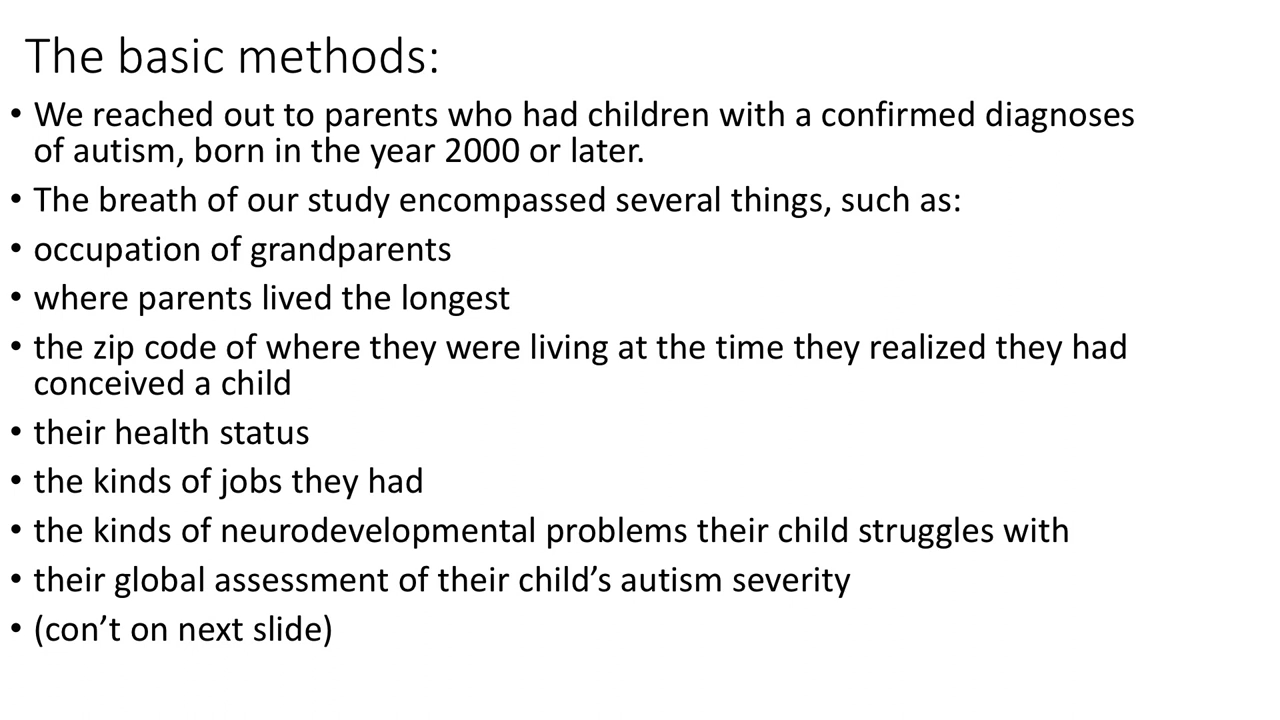 The basic methods:
• We reached out to parents who had children with a confirmed diagnoses
of autism, born in the year 2000 or later.
• The breath of our study encompassed several things, such as:
• occupation of grandparents
• where parents lived the longest
• the zip code of where they were living at the time they realized they had
conceived a child
• their health status
• the kinds of jobs they had
• the kinds of neurodevelopmental problems their child struggles with
• their global assessment of their child’s autism severity
• (con’t on next slide)